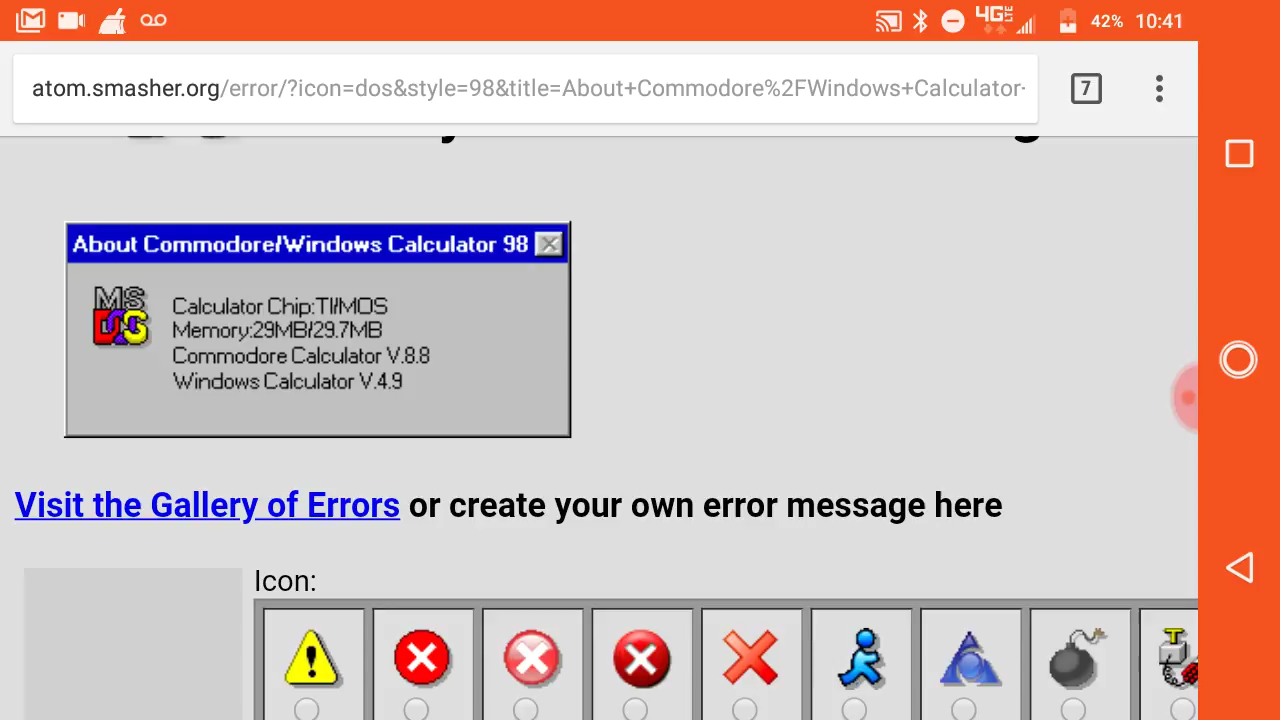 4G LTE 42% 10:41
atom.smasher.org/error/?icon=dos&style=98&title=About+Commodore%2FWindows+Calculator-
7
About Commodore/Windows Calculator 98
MS
DOS
Calculator Chip:TI/MOS
Memory:29MB/29.7MB
Commodore Calculator V.8.8
Windows Calculator V.4.9
Visit the Gallery of Errors or create your own error message here
Icon: